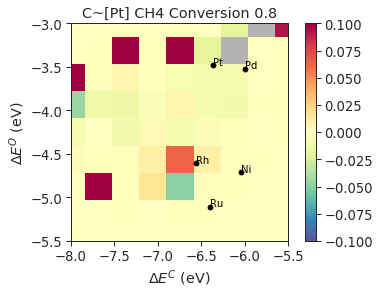 C~[Pt] CH4 Conversion 0.8
ΔE^O (eV)
−3.0
−3.5
−4.0
−4.5
−5.0
−5.5
Pt
Pd
Rh
Ni
Ru
−8.0 −7.5 −7.0 −6.5 −6.0 −5.5
ΔE^C (eV)
0.100
0.075
0.050
0.025
0.000
−0.025
−0.050
−0.075
−0.100